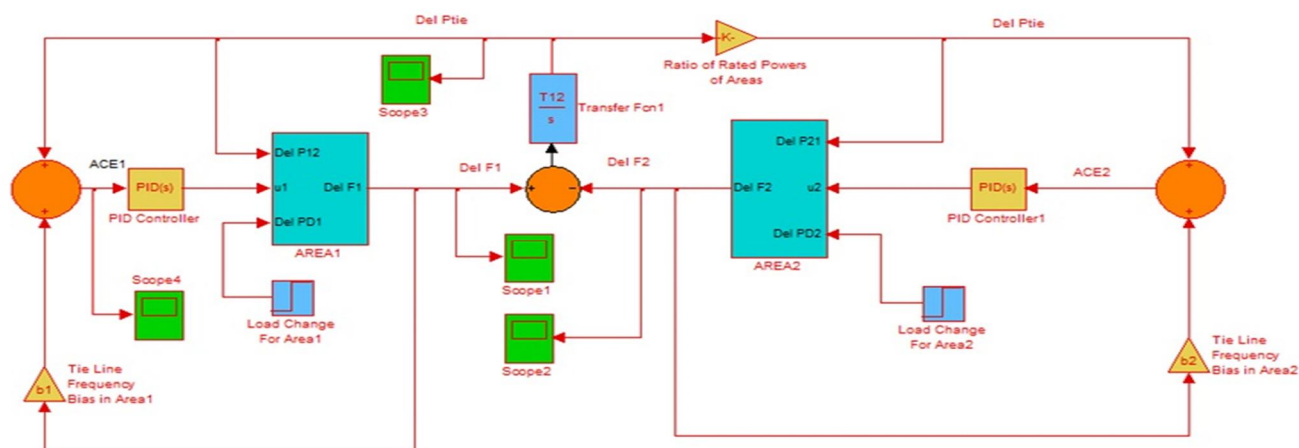 Del Ptie
Del Ptie
-K-
Ratio of Rated Powers
of Areas
Scope3
T12
s
Transfer Fcn1
Del P12
u1
Del F1
Del PD1
AREA1
ACE1
PID(s)
PID Controller
+
+
Del F1
+
-
Del F2
Del P21
Del F2
u2
Del PD2
AREA2
PID(s)
PID Controller1
ACE2
+
+
Scope4
Load Change
For Area1
Scope1
Scope2
Load Change
For Area2
b1
Tie Line
Frequency
Bias in Area1
b2
Tie Line
Frequency
Bias in Area2